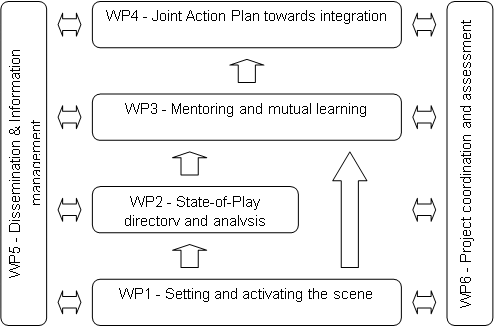 WP4 - Joint Action Plan towards integration
WP3 - Mentoring and mutual learning
WP2 - State-of-Play
directory and analysis
WP1 - Setting and activating the scene
WP5 - Dissemination & Information
management
WP6 - Project coordination and assessment